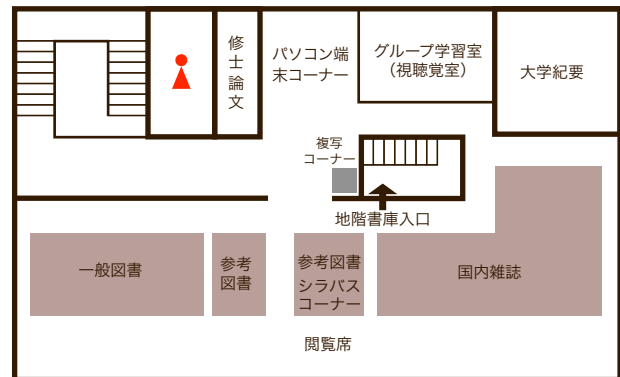 修士論文
パソコン端
末コーナー
グループ学習室
（視聴覚室）
大学紀要
複写
コーナー
地階書庫入口
一般図書
参考
図書
参考図書
シラバス
コーナー
国内雑誌
閲覧席